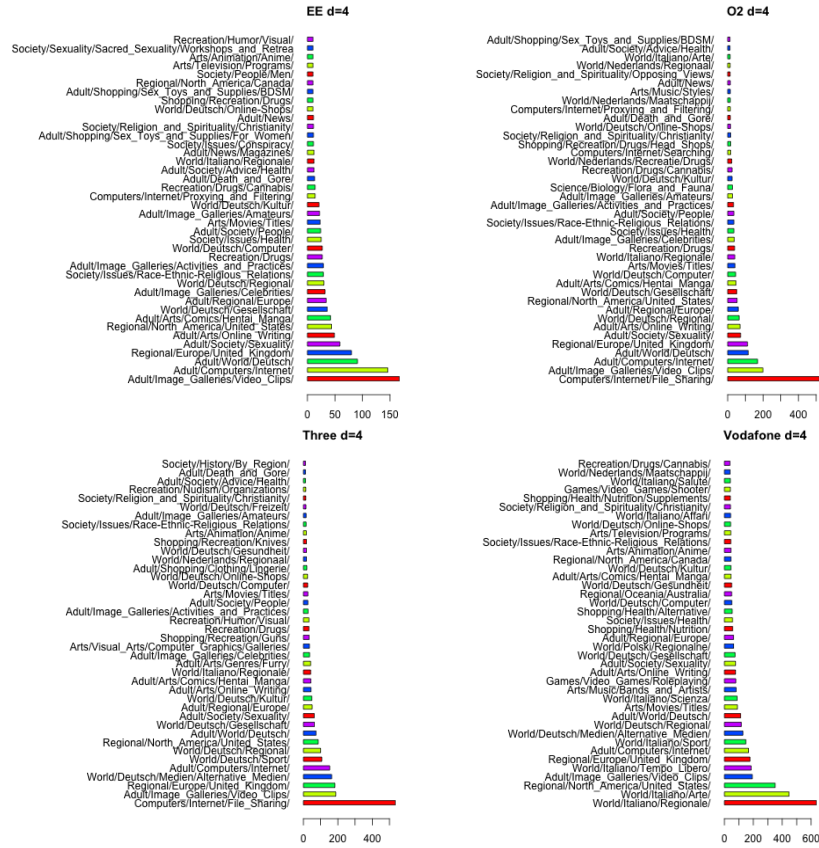 EE d=4
Recreation/Humor/Visual/
Society/Sexuality/Sacred_Sexuality/Workshops_and_Retrea
Arts/Animation/Anime/
Arts/Television/Programs/
Society/People/Men/
Regional/North_America/Canada/
Adult/Shopping/Sex_Toys_and_Supplies/BDSM/
Shopping/Recreation/Drugs/
World/Deutsch/Online-Shops/
Adult/News/
Society/Religion_and_Spirituality/Christianity/
Adult/Shopping/Sex_Toys_and_Supplies/For_Women/
Society/Issues/Conspiracy/
Adult/News/Magazines/
World/Italiano/Regionale/
Adult/Society/Advice/Health/
Adult/Death_and_Gore/
Recreation/Drugs/Cannabis/
Computers/Internet/Proxying_and_Filtering/
World/Deutsch/Kultur/
Adult/Image_Galleries/Amateurs/
Arts/Movies/Titles/
Adult/Society/People/
Society/Issues/Health/
World/Deutsch/Computer/
Recreation/Drugs/
Adult/Image_Galleries/Activities_and_Practices/
Society/Issues/Race-Ethnic-Religious_Relations/
World/Deutsch/Regional/
Adult/Image_Galleries/Celebrities/
Adult/Regional/Europe/
World/Deutsch/Gesellschaft/
Adult/Arts/Comics/Hentai_Manga/
Regional/North_America/United_States/
Adult/Arts/Online_Writing/
Adult/Society/Sexuality/
Regional/Europe/United_Kingdom/
Adult/World/Deutsch/
Adult/Computers/Internet/
Adult/Image_Galleries/Video_Clips/
0 50 100 150
O2 d=4
Adult/Shopping/Sex_Toys_and_Supplies/BDSM/
Adult/Society/Advice/Health/
World/Italiano/Arte/
World/Nederlands/Regionaal/
Society/Religion_and_Spirituality/Opposing_Views/
Adult/News/
Arts/Music/Styles/
World/Nederlands/Maatschappij/
Computers/Internet/Proxying_and_Filtering/
Adult/Death_and_Gore/
World/Deutsch/Online-Shops/
Society/Religion_and_Spirituality/Christianity/
Shopping/Recreation/Drugs/Head_Shops/
Computers/Internet/Searching/
World/Nederlands/Recreatie/Drugs/
Recreation/Drugs/Cannabis/
World/Deutsch/Kultur/
Science/Biology/Flora_and_Fauna/
Adult/Image_Galleries/Amateurs/
Adult/Image_Galleries/Activities_and_Practices/
Adult/Society/People/
Society/Issues/Race-Ethnic-Religious_Relations/
Society/Issues/Health/
Adult/Image_Galleries/Celebrities/
Recreation/Drugs/
World/Italiano/Regionale/
Arts/Movies/Titles/
World/Deutsch/Computer/
Adult/Arts/Comics/Hentai_Manga/
World/Deutsch/Gesellschaft/
Regional/North_America/United_States/
Adult/Regional/Europe/
World/Deutsch/Regional/
Adult/Arts/Online_Writing/
Adult/Society/Sexuality/
Regional/Europe/United_Kingdom/
Adult/World/Deutsch/
Adult/Computers/Internet/
Adult/Image_Galleries/Video_Clips/
Computers/Internet/File_Sharing/
0 200 400
Three d=4
Society/History/By_Region/
Adult/Death_and_Gore/
Adult/Society/Advice/Health/
Recreation/Nudism/Organizations/
Society/Religion_and_Spirituality/Christianity/
World/Deutsch/Freizeit/
Adult/Image_Galleries/Amateurs/
Society/Issues/Race-Ethnic-Religious_Relations/
Arts/Animation/Anime/
Shopping/Recreation/Knives/
World/Deutsch/Gesundheit/
World/Nederlands/Regionaal/
Adult/Shopping/Clothing/Lingerie/
World/Deutsch/Online-Shops/
World/Deutsch/Computer/
Arts/Movies/Titles/
Adult/Society/People/
Adult/Image_Galleries/Activities_and_Practices/
Recreation/Humor/Visual/
Recreation/Drugs/
Shopping/Recreation/Guns/
Arts/Visual_Arts/Computer_Graphics/Galleries/
Adult/Image_Galleries/Celebrities/
Adult/Arts/Genres/Furry/
World/Italiano/Regionale/
Adult/Arts/Comics/Hentai_Manga/
Adult/Arts/Online_Writing/
World/Deutsch/Kultur/
Adult/Regional/Europe/
Adult/Society/Sexuality/
World/Deutsch/Gesellschaft/
Adult/World/Deutsch/
Regional/North_America/United_States/
World/Deutsch/Regional/
World/Deutsch/Sport/
Adult/Computers/Internet/
World/Deutsch/Medien/Alternative_Medien/
Regional/Europe/United_Kingdom/
Adult/Image_Galleries/Video_Clips/
Computers/Internet/File_Sharing/
0 200 400
Vodafone d=4
Recreation/Drugs/Cannabis/
World/Nederlands/Maatschappij/
World/Italiano/Salute/
Games/Video_Games/Shooter/
Shopping/Health/Nutrition/Supplements/
Society/Religion_and_Spirituality/Christianity/
World/Italiano/Affari/
World/Deutsch/Online-Shops/
Arts/Television/Programs/
Society/Issues/Race-Ethnic-Religious_Relations/
Arts/Animation/Anime/
Regional/North_America/Canada/
World/Deutsch/Kultur/
Adult/Arts/Comics/Hentai_Manga/
World/Deutsch/Gesundheit/
Regional/Oceania/Australia/
World/Deutsch/Computer/
Shopping/Health/Alternative/
Society/Issues/Health/
Shopping/Health/Nutrition/
Adult/Regional/Europe/
World/Polski/Regionalne/
World/Deutsch/Gesellschaft/
Adult/Society/Sexuality/
Adult/Arts/Online_Writing/
Games/Video_Games/Roleplaying/
Arts/Music/Bands_and_Artists/
World/Italiano/Scienza/
Arts/Movies/Titles/
Adult/World/Deutsch/
World/Deutsch/Regional/
World/Deutsch/Medien/Alternative_Medien/
World/Italiano/Sport/
Adult/Computers/Internet/
Regional/Europe/United_Kingdom/
World/Italiano/Tempo_Libero/
Adult/Image_Galleries/Video_Clips/
Regional/North_America/United_States/
World/Italiano/Arte/
World/Italiano/Regionale/
0 200 400 600